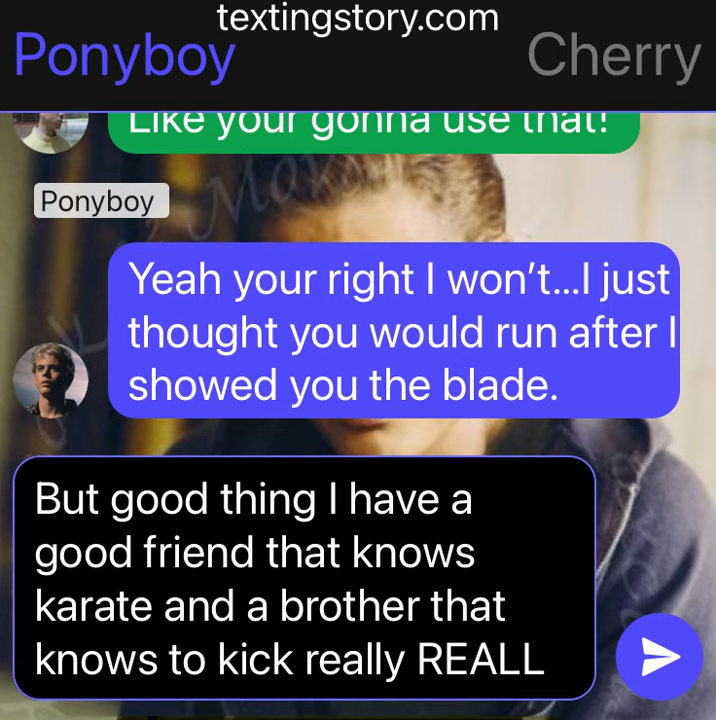 textingstory.com
Ponyboy
Cherry
Like your gonna use that!
Ponyboy
Yeah your right I won't...I just
thought you would run after I
showed you the blade.
But good thing I have a
good friend that knows
karate and a brother that
knows to kick really REALL